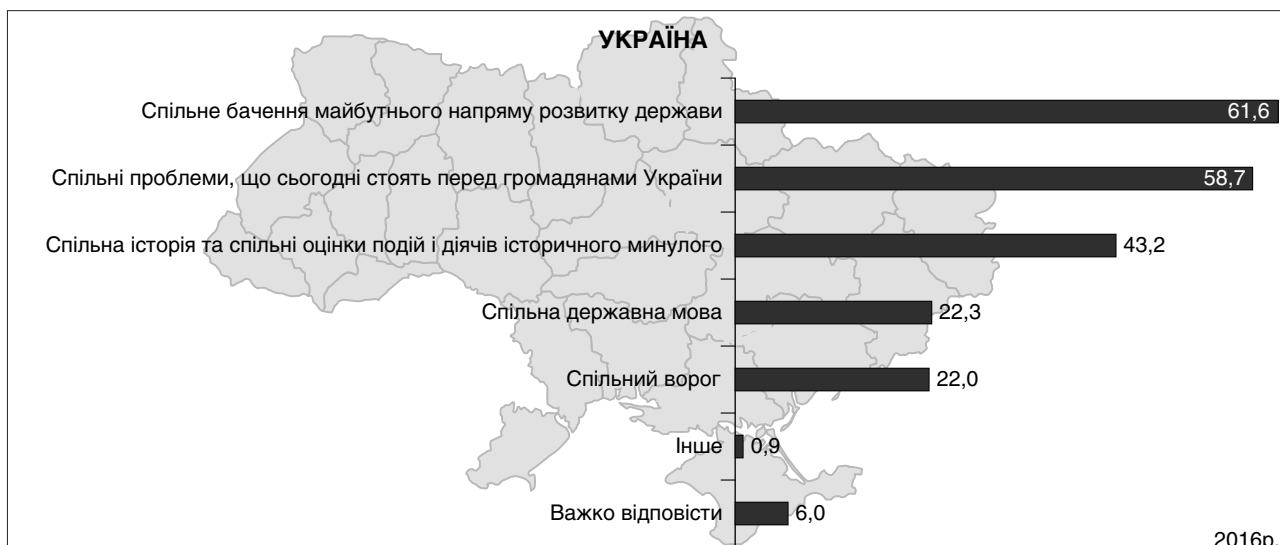 УКРАЇНА
Спільне бачення майбутнього напряму розвитку держави 61,6
Спільні проблеми, що сьогодні стоять перед громадянами України 58,7
Спільна історія та спільні оцінки подій і діячів історичного минулого 43,2
Спільна державна мова 22,3
Спільний ворог 22,0
Інше 0,9
Важко відповісти 6,0
2016р.